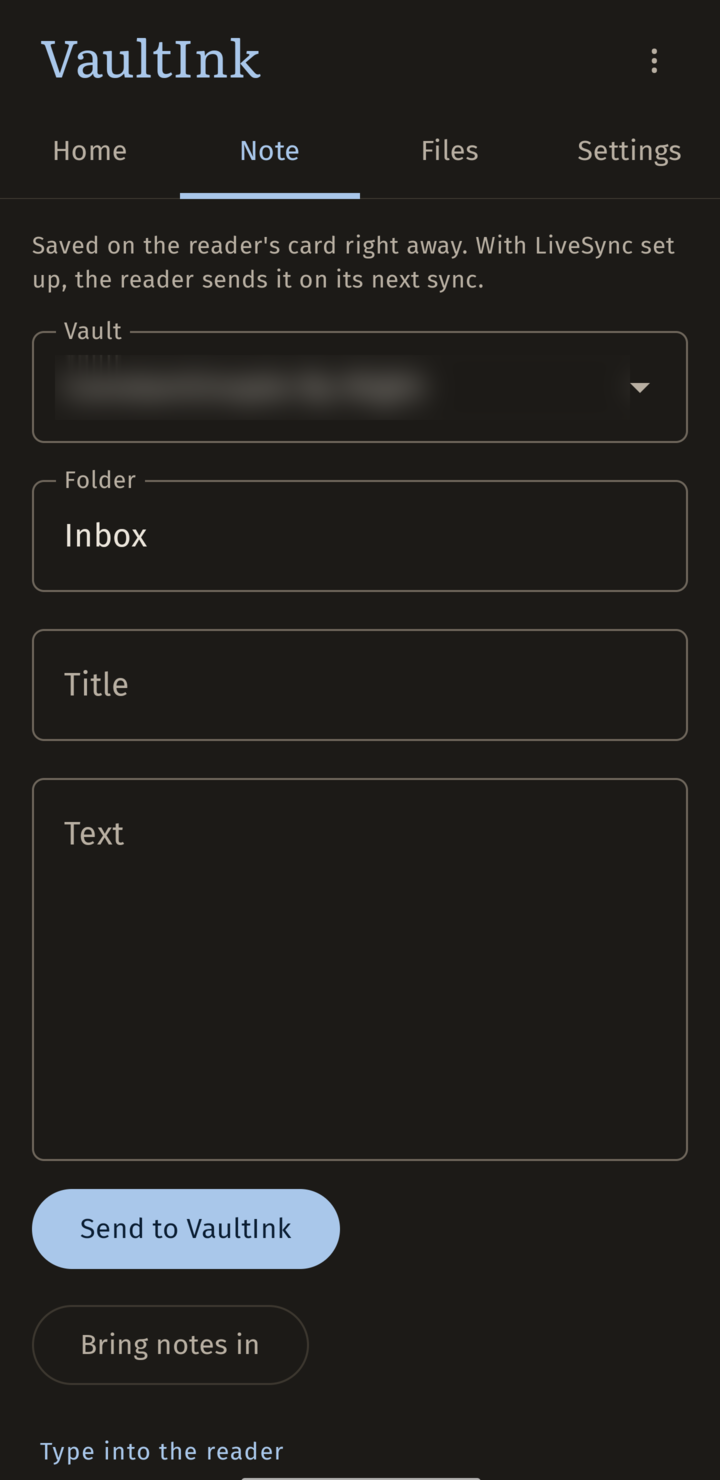 VaultInk
Home
Note
Files
Settings
Saved on the reader's card right away. With LiveSync set
up, the reader sends it on its next sync.
Vault
Folder
Inbox
Title
Text
Send to VaultInk
Bring notes in
Type into the reader